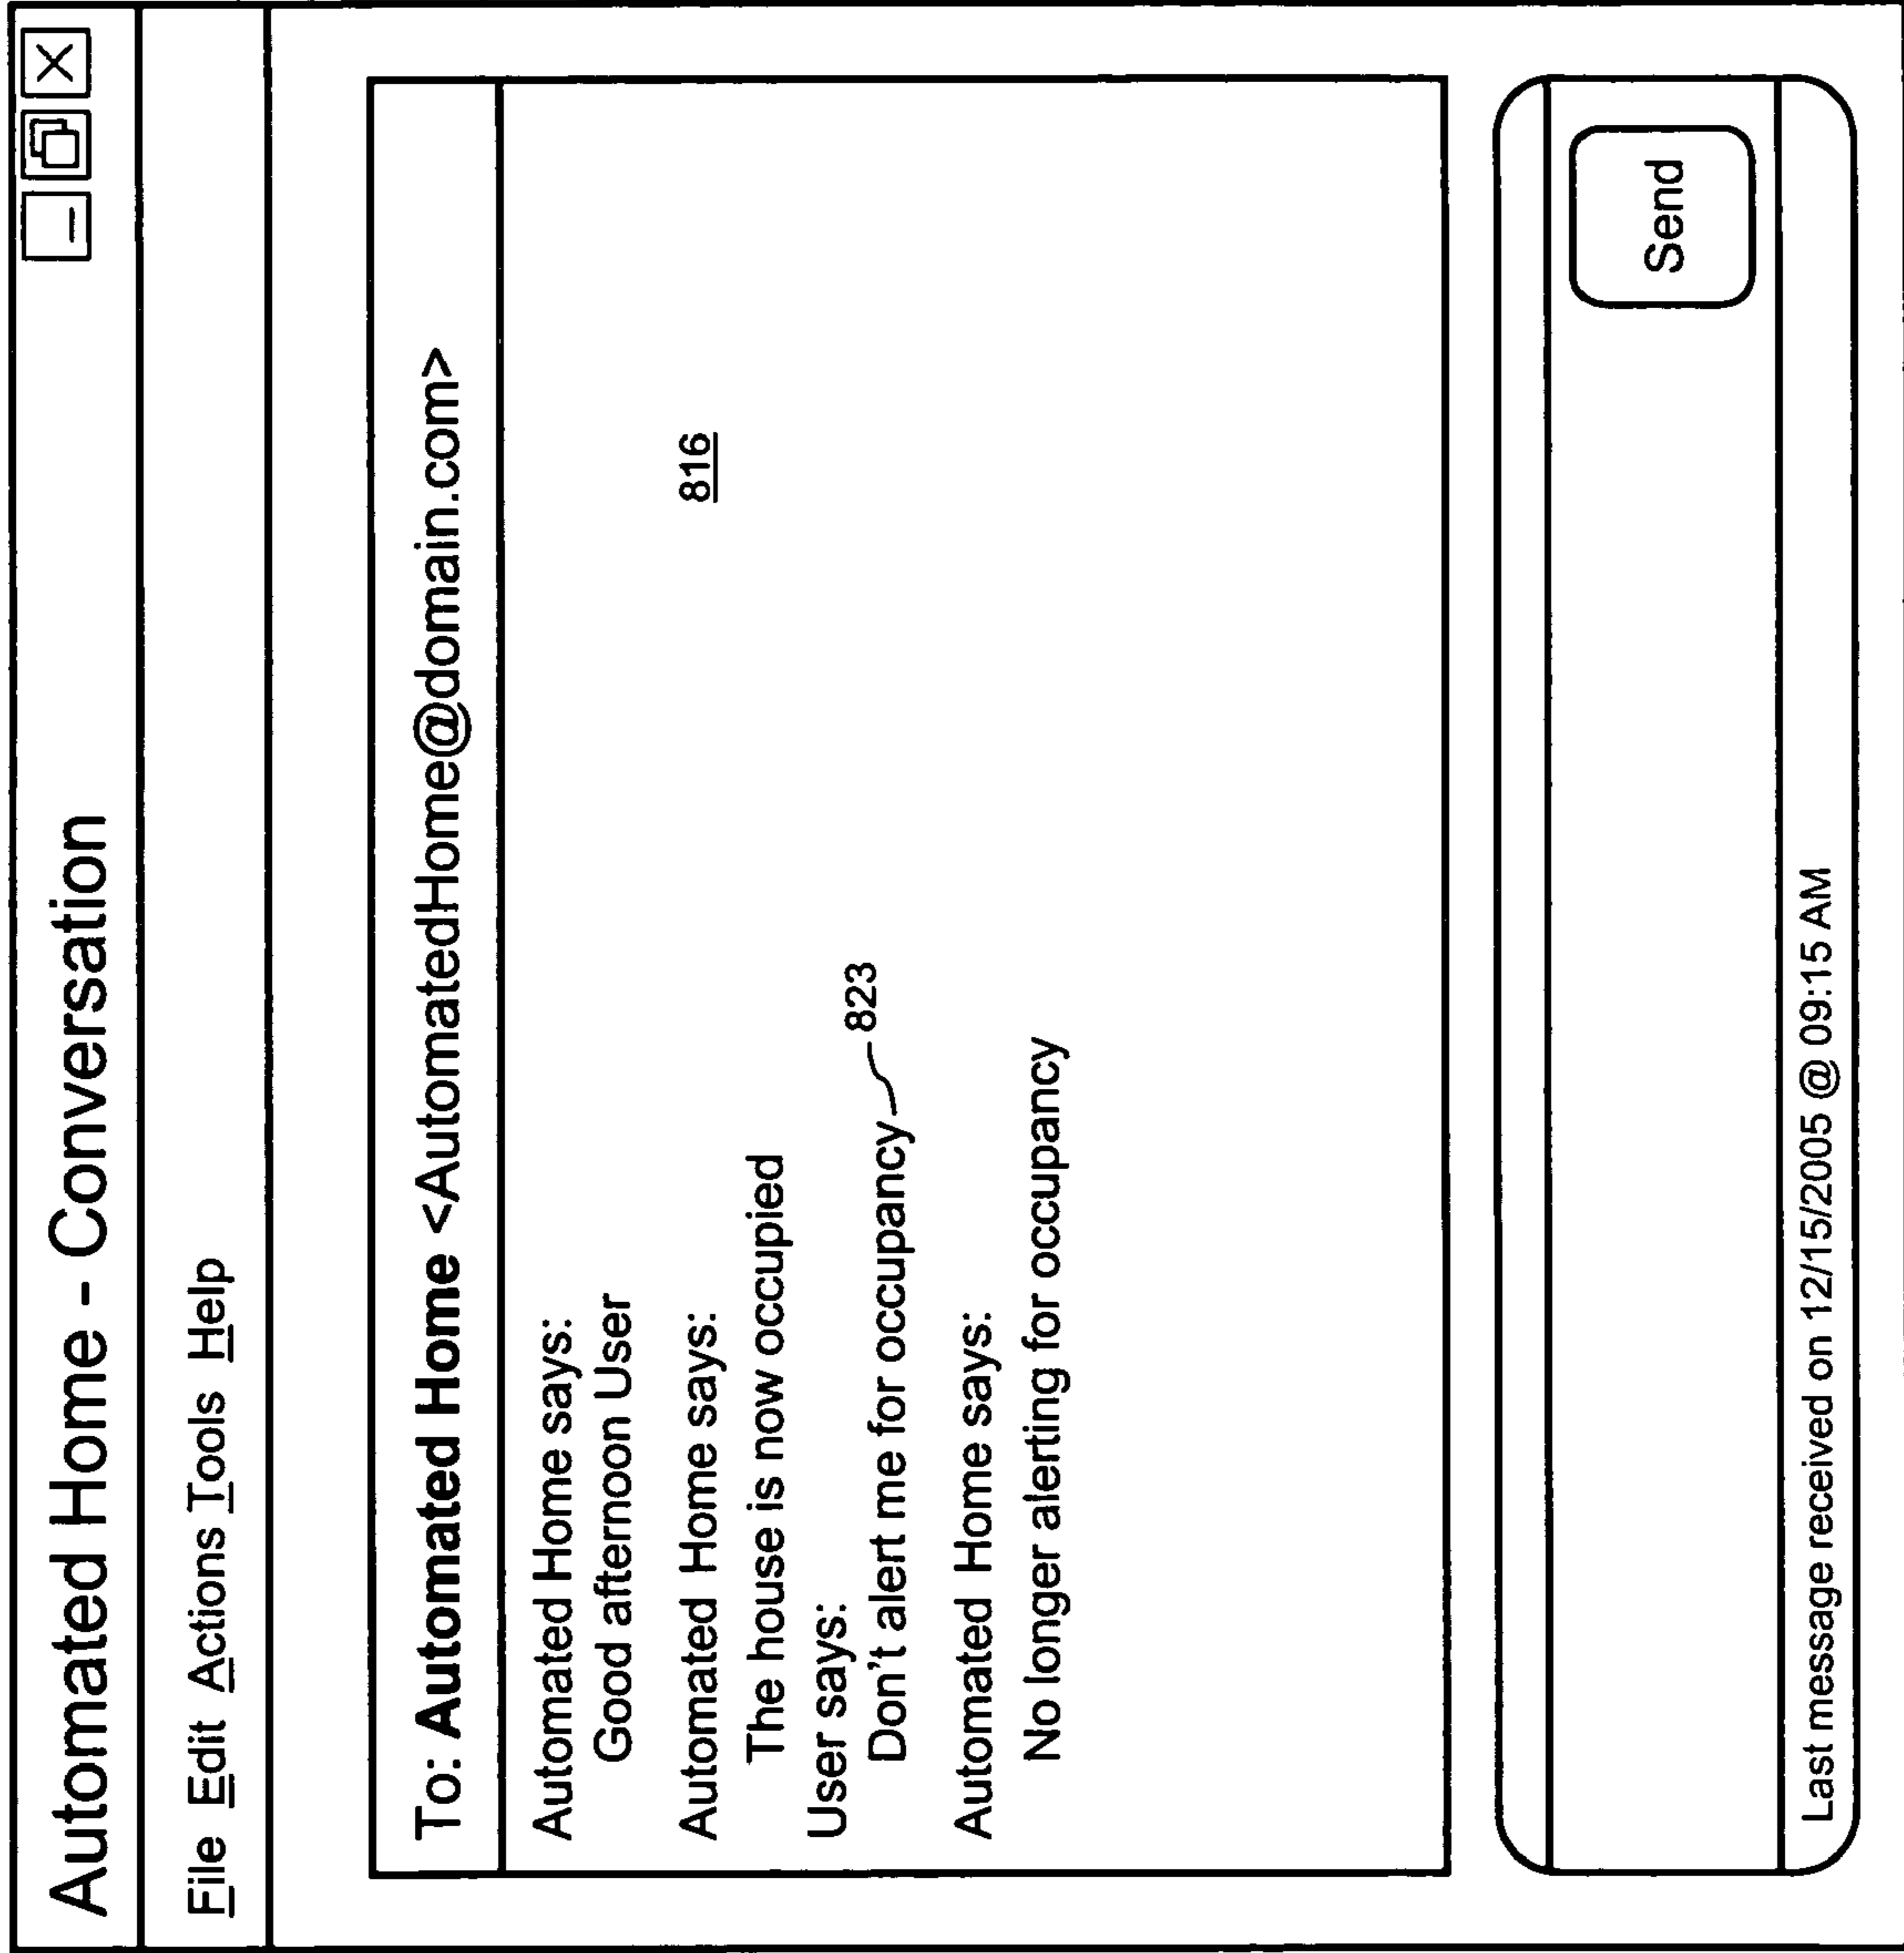 Automated Home - Conversation
File Edit Actions Tools Help
To: Automated Home <AutomatedHome@domain.com>
Automated Home says:
Good afternoon User
Automated Home says:
816
The house is now occupied
User says:
Don't alert me for occupancy 823
Automated Home says:
No longer alerting for occupancy
Send
Last message received on 12/15/2005 @ 09:15 AM